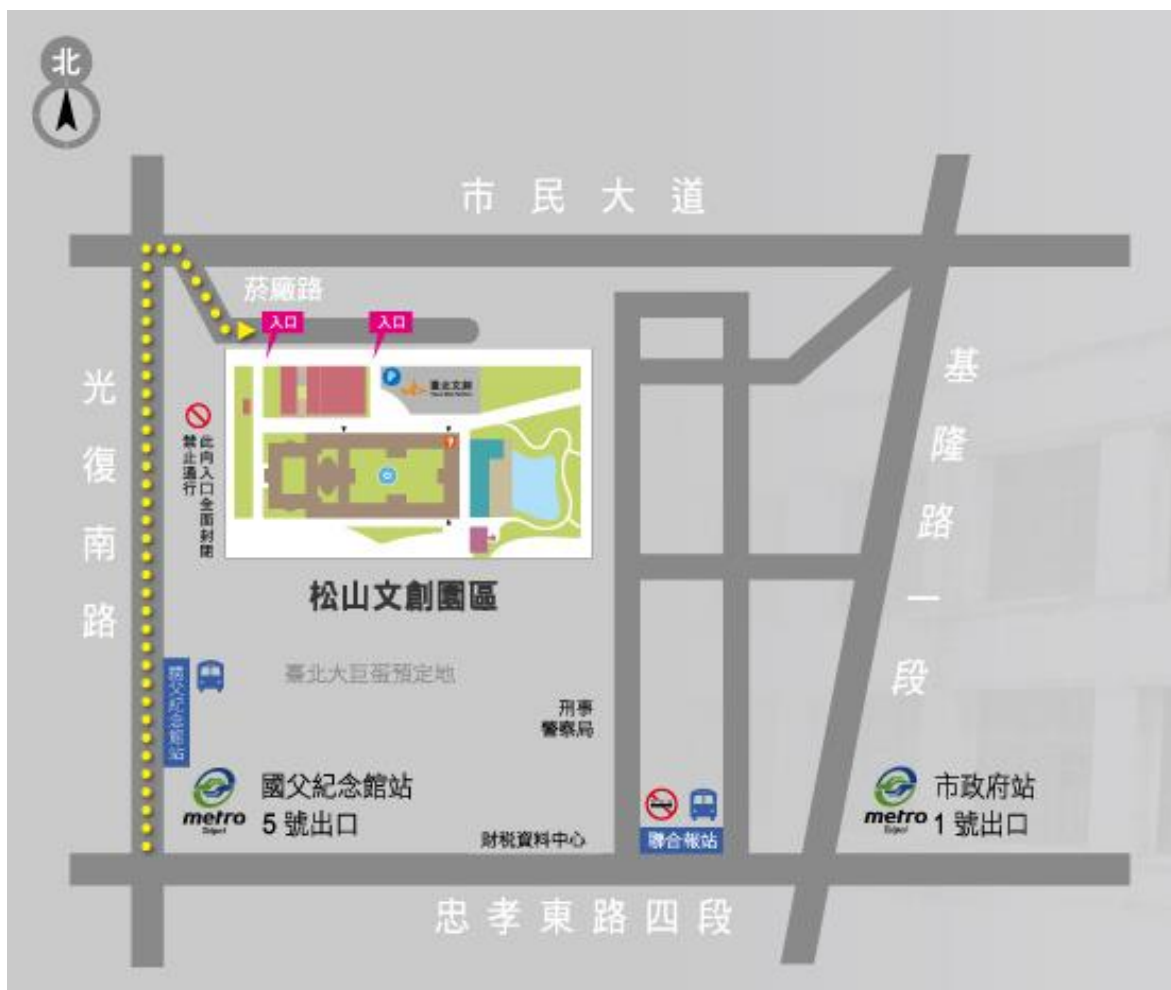 北
市民大道
菸廠路
入口
入口
P
臺北文創
光復南路
基隆路一段
此向入口全面封閉
禁止通行
松山文創園區
臺北大巨蛋預定地
國父紀念館站
刑事
警察局
metro
Taipei
國父紀念館站
5 號出口
財稅資料中心
聯合報站
metro
Taipei
市政府站
1 號出口
忠孝東路四段